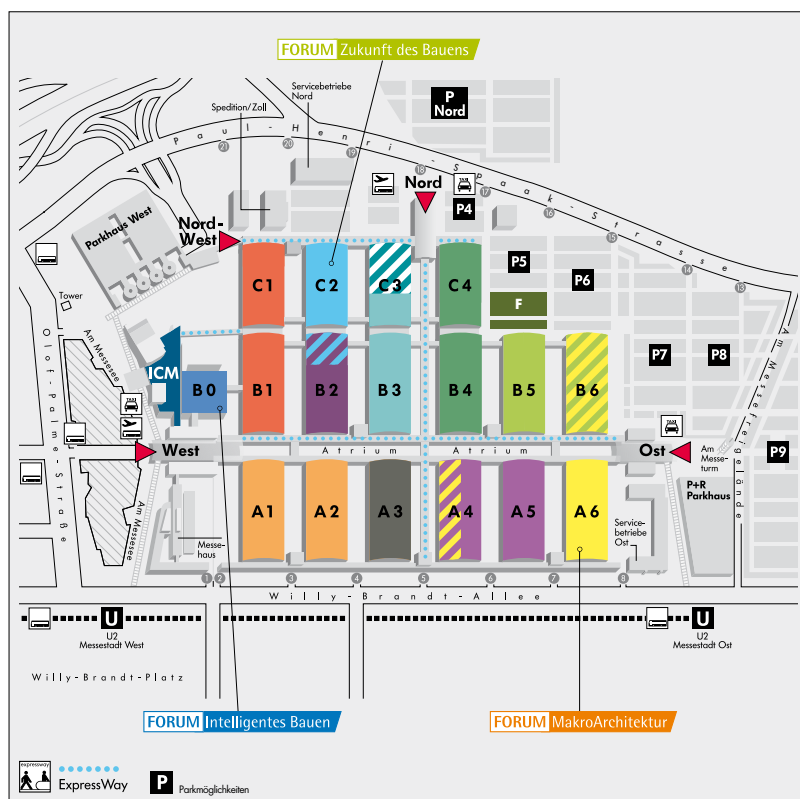 FORUM Zukunft des Bauens
Servicebetriebe
Nord
Spedition/Zoll
P
Nord
Paul-Henri-Spaak-Strasse
21
20
19
18
17
16
15
14
13
TAXI
Nord
P4
Parkhaus West
Nord-
West
P5
P6
C1
C2
C3
C4
F
Tower
Am Messesee
Olof-Palme-Straße
ICM
B0
B1
B2
B3
B4
B5
B6
P7
P8
Am Messefreigelände
TAXI
TAXI
West
Atrium
Atrium
Ost
Am
Messe-
turm
P9
P+R
Parkhaus
Am Messesee
Messe-
haus
A1
A2
A3
A4
A5
A6
Service-
betriebe
Ost
1
2
3
4
5
6
7
8
Willy-Brandt-Allee
U
U2
Messestadt West
U
U2
Messestadt Ost
Willy-Brandt-Platz
FORUM Intelligentes Bauen
FORUM MakroArchitektur
expressway
ExpressWay
P
Parkmöglichkeiten